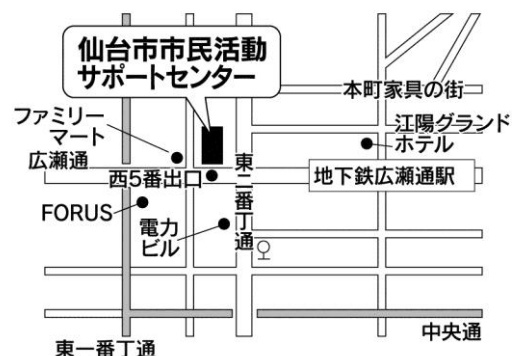 仙台市市民活動
サポートセンター
本町家具の街
ファミリー
マート
江陽グランド
ホテル
広瀬通
西5番出口
東二番丁通
地下鉄広瀬通駅
FORUS
電力
ビル
中央通
東一番丁通